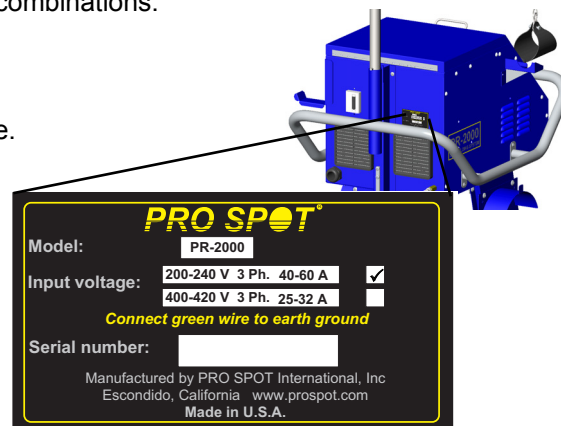 combinations.
e.
PR-2000
PRO SPOT®
Model: PR-2000
Input voltage: 200-240 V 3 Ph. 40-60 A ✓
400-420 V 3 Ph. 25-32 A
Connect green wire to earth ground
Serial number:
Manufactured by PRO SPOT International, Inc
Escondido, California www.prospot.com
Made in U.S.A.